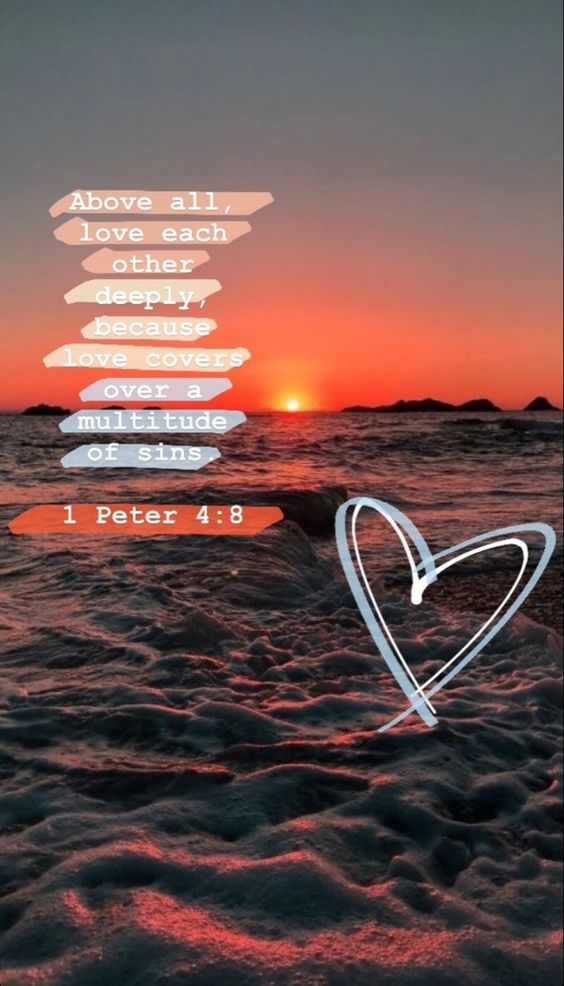 Above all,
love each
other
deeply,
because
love covers
over a
multitude
of sins.
1 Peter 4:8